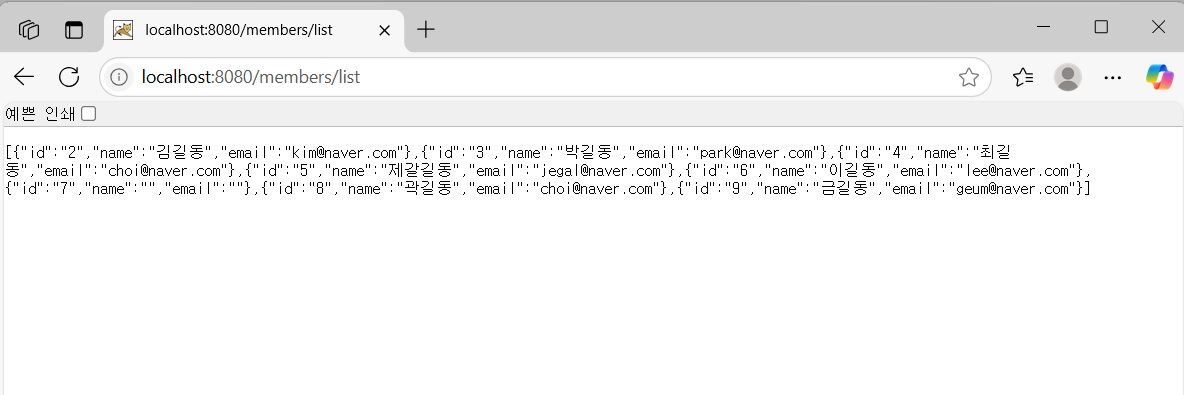 localhost:8080/members/list
localhost:8080/members/list
예쁜 인쇄
[{"id":"2","name":"김길동","email":"kim@naver.com"},{"id":"3","name":"박길동","email":"park@naver.com"},{"id":"4","name":"최길
동","email":"choi@naver.com"},{"id":"5","name":"제갈길동","email":"jegal@naver.com"},{"id":"6","name":"이길동","email":"lee@naver.com"},
{"id":"7","name":"","email":""},{"id":"8","name":"곽길동","email":"choi@naver.com"},{"id":"9","name":"금길동","email":"geum@naver.com"}]